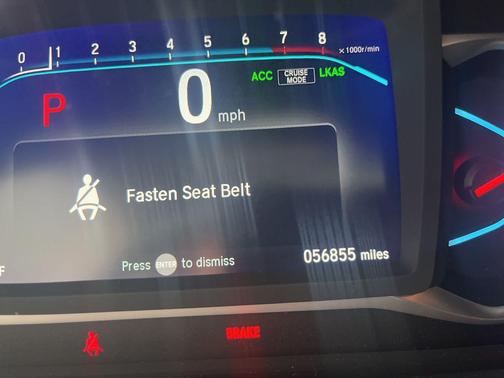 0 1 2 3 4 5 6 7 8 ×1000r/min
ACC CRUISE MODE LKAS
P 0 mph
Fasten Seat Belt
Press ENTER to dismiss
056855 miles
F
BRAKE